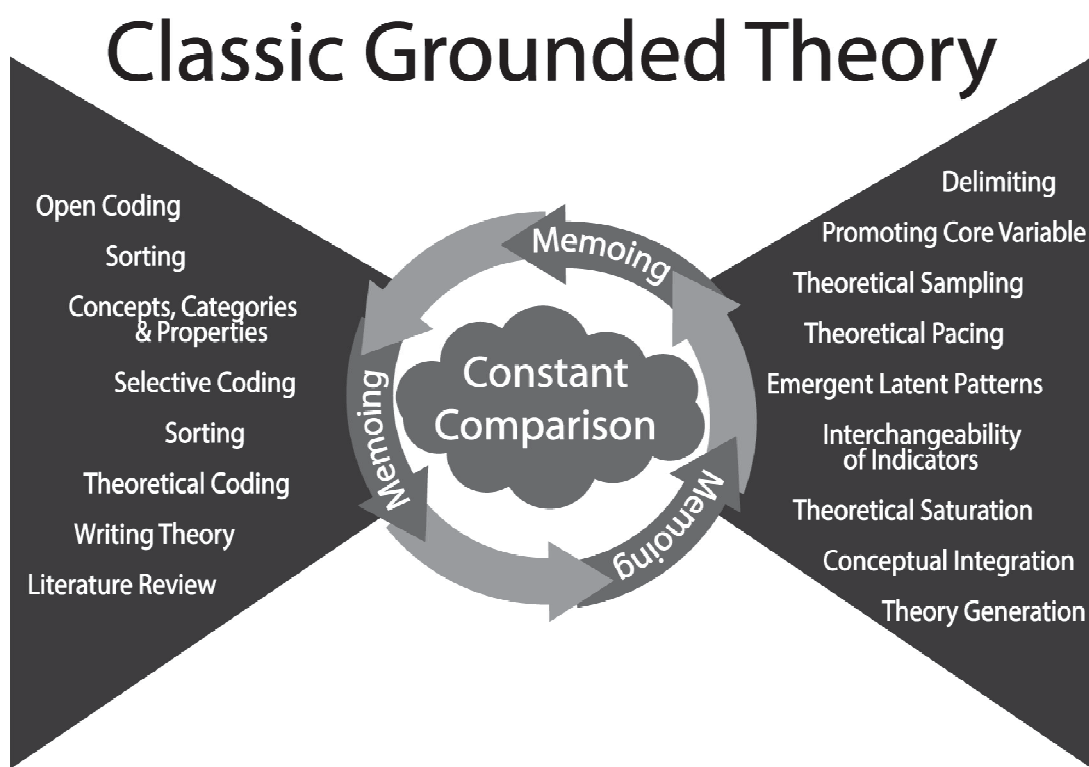 Classic Grounded Theory
Open Coding
Sorting
Concepts, Categories
& Properties
Selective Coding
Sorting
Theoretical Coding
Writing Theory
Literature Review
Memoing
Memoing
Memoing
Constant
Comparison
Delimiting
Promoting Core Variable
Theoretical Sampling
Theoretical Pacing
Emergent Latent Patterns
Interchangeability
of Indicators
Theoretical Saturation
Conceptual Integration
Theory Generation